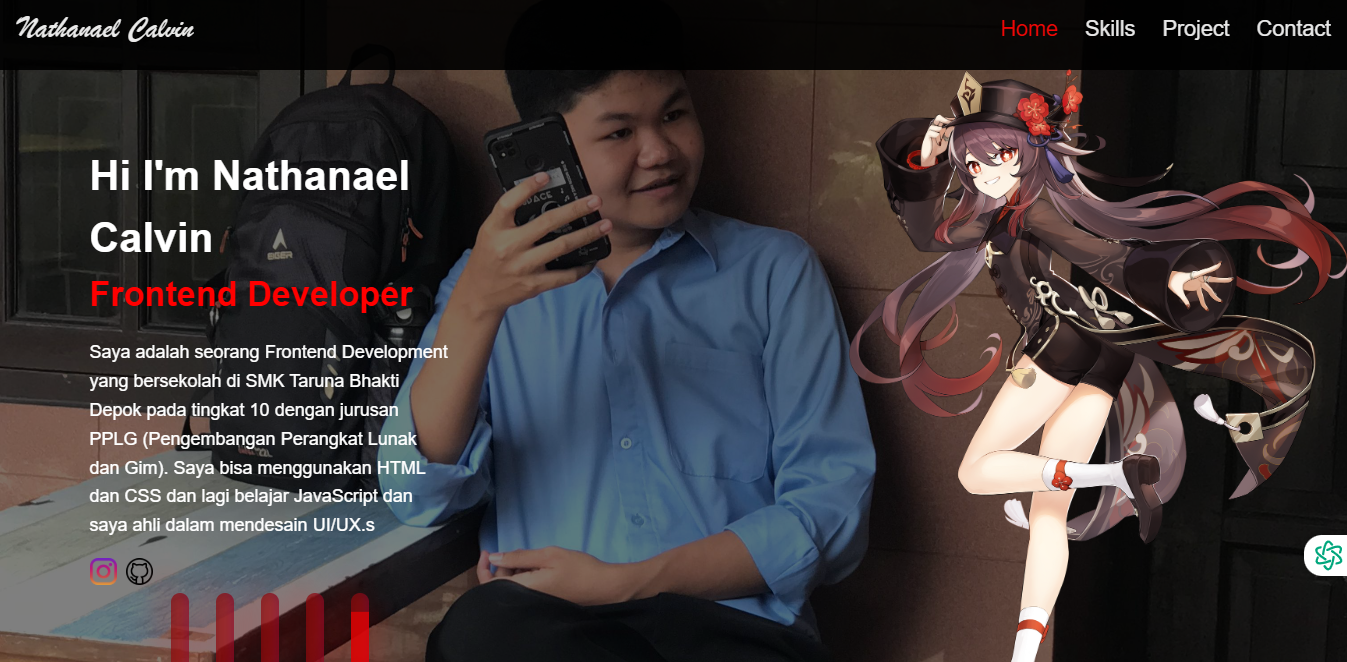 Nathanael Calvin
Home Skills Project Contact
Hi I'm Nathanael
Calvin
Frontend Developer
Saya adalah seorang Frontend Development
yang bersekolah di SMK Taruna Bhakti
Depok pada tingkat 10 dengan jurusan
PPLG (Pengembangan Perangkat Lunak
dan Gim). Saya bisa menggunakan HTML
dan CSS dan lagi belajar JavaScript dan
saya ahli dalam mendesain UI/UX.s
EIGER